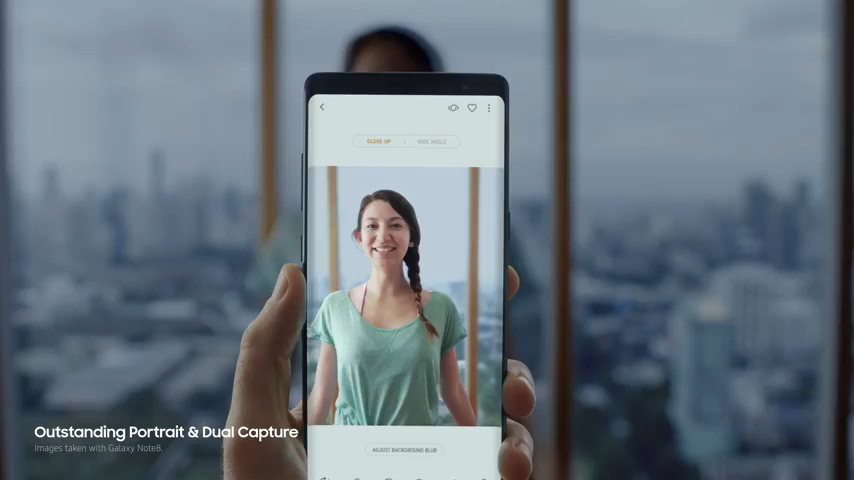 CLOSE-UP
WIDE ANGLE
Outstanding Portrait & Dual Capture
Images taken with Galaxy Note8.
ADJUST BACKGROUND BLUR